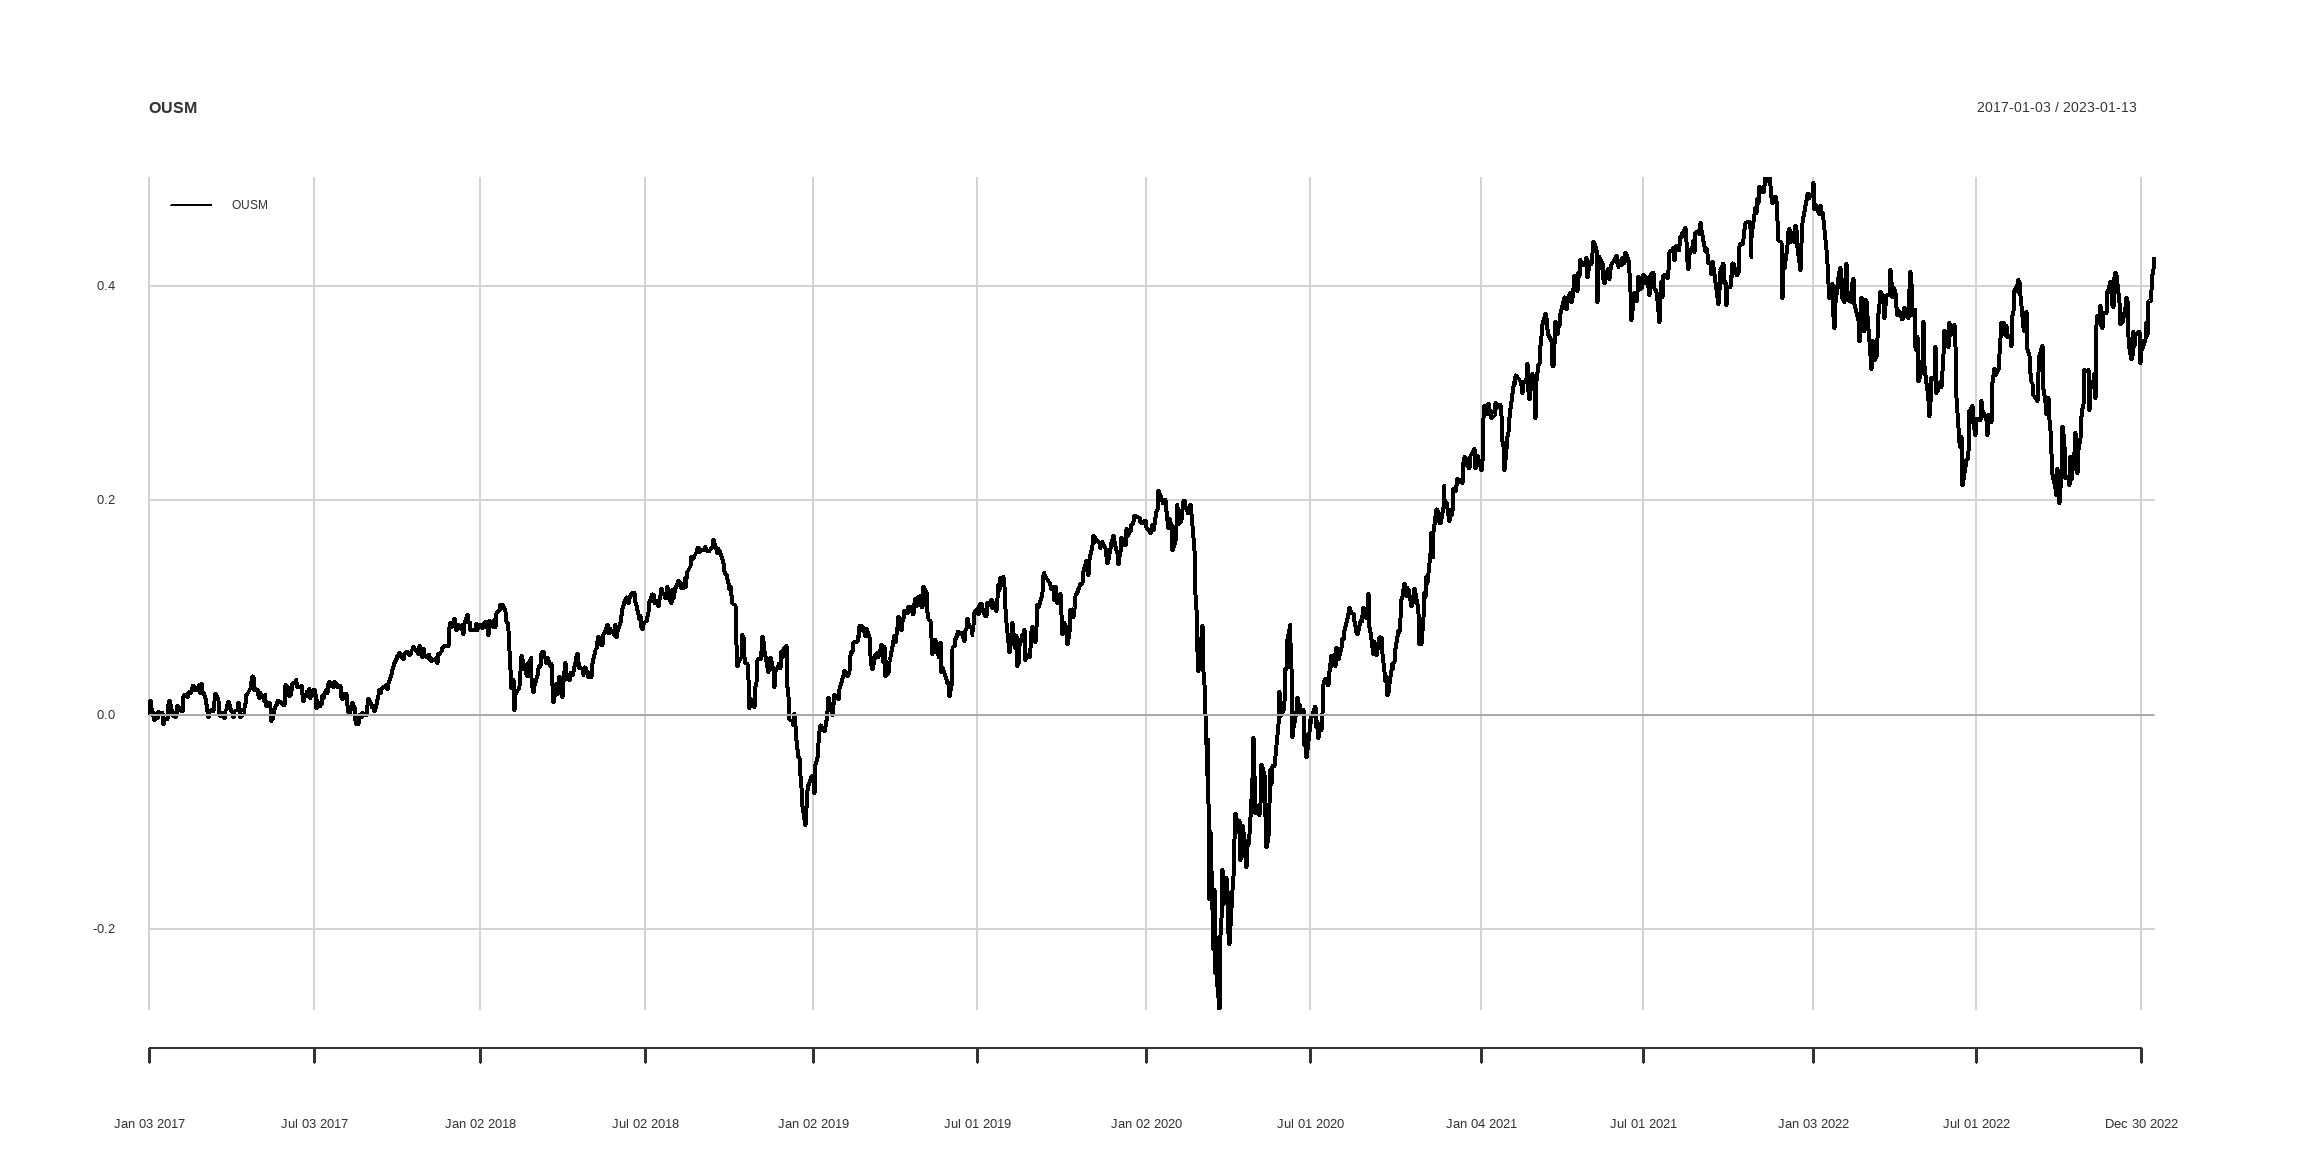 OUSM
2017-01-03 / 2023-01-13
OUSM
0.4
0.2
0.0
-0.2
Jan 03 2017
Jul 03 2017
Jan 02 2018
Jul 02 2018
Jan 02 2019
Jul 01 2019
Jan 02 2020
Jul 01 2020
Jan 04 2021
Jul 01 2021
Jan 03 2022
Jul 01 2022
Dec 30 2022